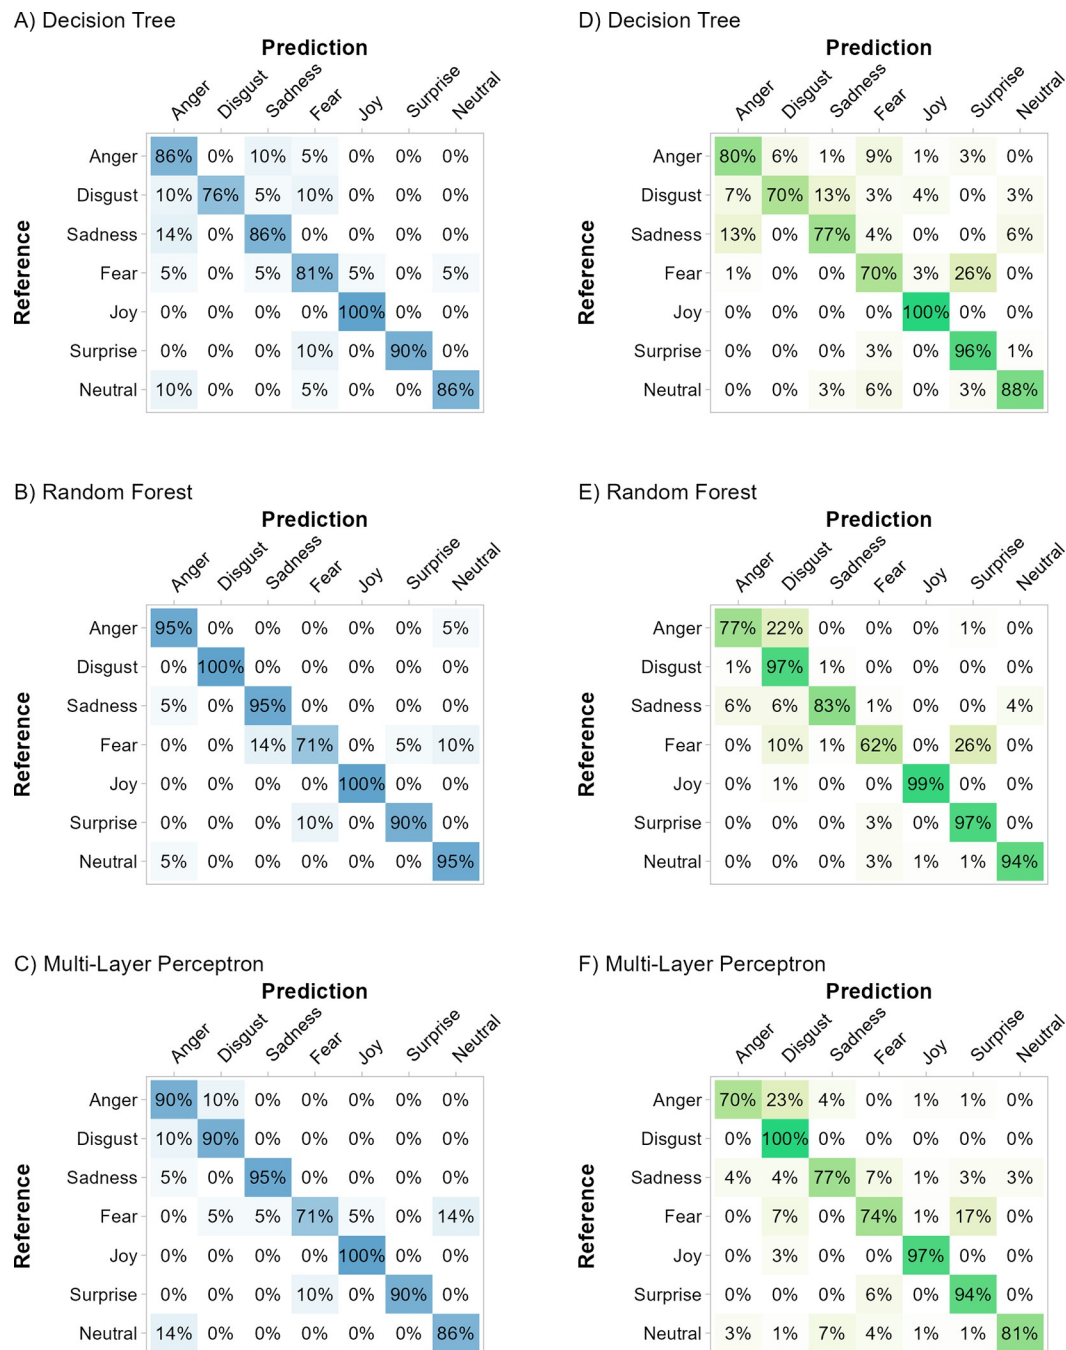 A) Decision Tree
Prediction
Anger Disgust Sadness Fear Joy Surprise Neutral
Reference
Anger 86% 0% 10% 5% 0% 0% 0%
Disgust 10% 76% 5% 10% 0% 0% 0%
Sadness 14% 0% 86% 0% 0% 0% 0%
Fear 5% 0% 5% 81% 5% 0% 5%
Joy 0% 0% 0% 0% 100% 0% 0%
Surprise 0% 0% 0% 10% 0% 90% 0%
Neutral 10% 0% 0% 5% 0% 0% 86%
D) Decision Tree
Prediction
Anger Disgust Sadness Fear Joy Surprise Neutral
Reference
Anger 80% 6% 1% 9% 1% 3% 0%
Disgust 7% 70% 13% 3% 4% 0% 3%
Sadness 13% 0% 77% 4% 0% 0% 6%
Fear 1% 0% 0% 70% 3% 26% 0%
Joy 0% 0% 0% 0% 100% 0% 0%
Surprise 0% 0% 0% 3% 0% 96% 1%
Neutral 0% 0% 3% 6% 0% 3% 88%
B) Random Forest
Prediction
Anger Disgust Sadness Fear Joy Surprise Neutral
Reference
Anger 95% 0% 0% 0% 0% 0% 5%
Disgust 0% 100% 0% 0% 0% 0% 0%
Sadness 5% 0% 95% 0% 0% 0% 0%
Fear 0% 0% 14% 71% 0% 5% 10%
Joy 0% 0% 0% 0% 100% 0% 0%
Surprise 0% 0% 0% 10% 0% 90% 0%
Neutral 5% 0% 0% 0% 0% 0% 95%
E) Random Forest
Prediction
Anger Disgust Sadness Fear Joy Surprise Neutral
Reference
Anger 77% 22% 0% 0% 0% 1% 0%
Disgust 1% 97% 1% 0% 0% 0% 0%
Sadness 6% 6% 83% 1% 0% 0% 4%
Fear 0% 10% 1% 62% 0% 26% 0%
Joy 0% 1% 0% 0% 99% 0% 0%
Surprise 0% 0% 0% 3% 0% 97% 0%
Neutral 0% 0% 0% 3% 1% 1% 94%
C) Multi-Layer Perceptron
Prediction
Anger Disgust Sadness Fear Joy Surprise Neutral
Reference
Anger 90% 10% 0% 0% 0% 0% 0%
Disgust 10% 90% 0% 0% 0% 0% 0%
Sadness 5% 0% 95% 0% 0% 0% 0%
Fear 0% 5% 5% 71% 5% 0% 14%
Joy 0% 0% 0% 0% 100% 0% 0%
Surprise 0% 0% 0% 10% 0% 90% 0%
Neutral 14% 0% 0% 0% 0% 0% 86%
F) Multi-Layer Perceptron
Prediction
Anger Disgust Sadness Fear Joy Surprise Neutral
Reference
Anger 70% 23% 4% 0% 1% 1% 0%
Disgust 0% 100% 0% 0% 0% 0% 0%
Sadness 4% 4% 77% 7% 1% 3% 3%
Fear 0% 7% 0% 74% 1% 17% 0%
Joy 0% 3% 0% 0% 97% 0% 0%
Surprise 0% 0% 0% 6% 0% 94% 0%
Neutral 3% 1% 7% 4% 1% 1% 81%